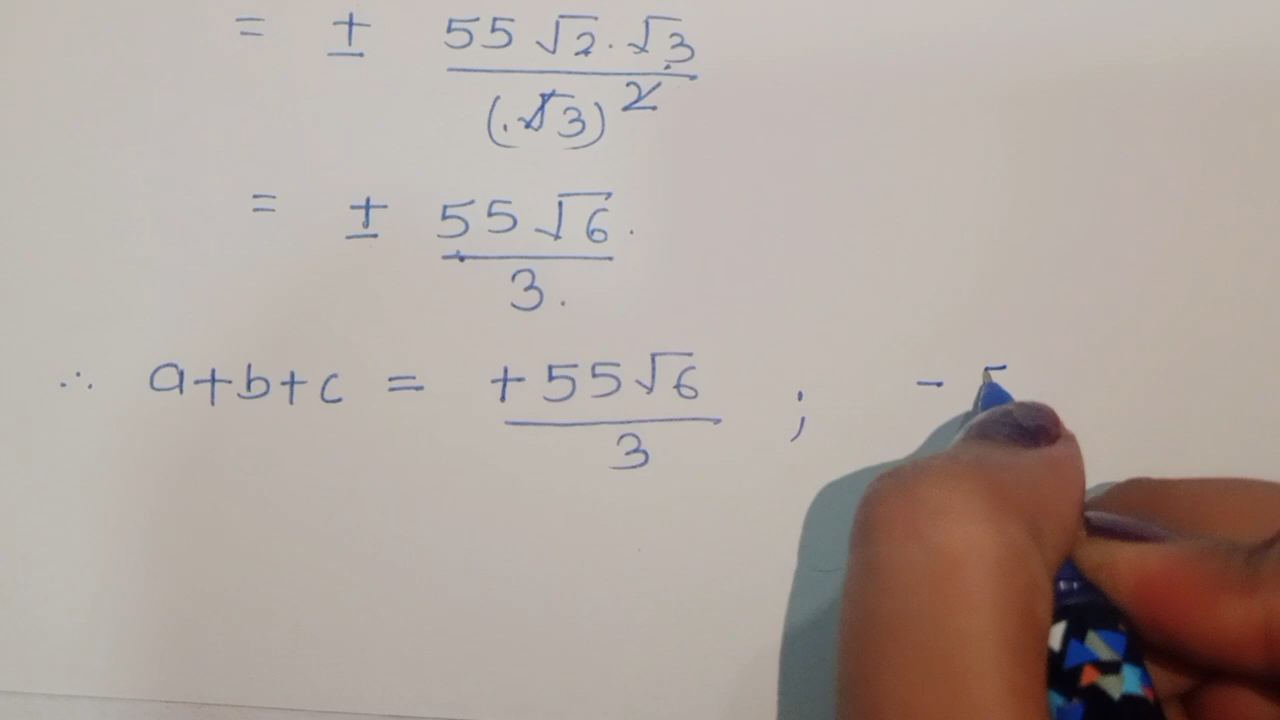 = ± 55√2·√3
(√3)²
= ± 55√6
3
∴ a+b+c = +55√6 ; -
3